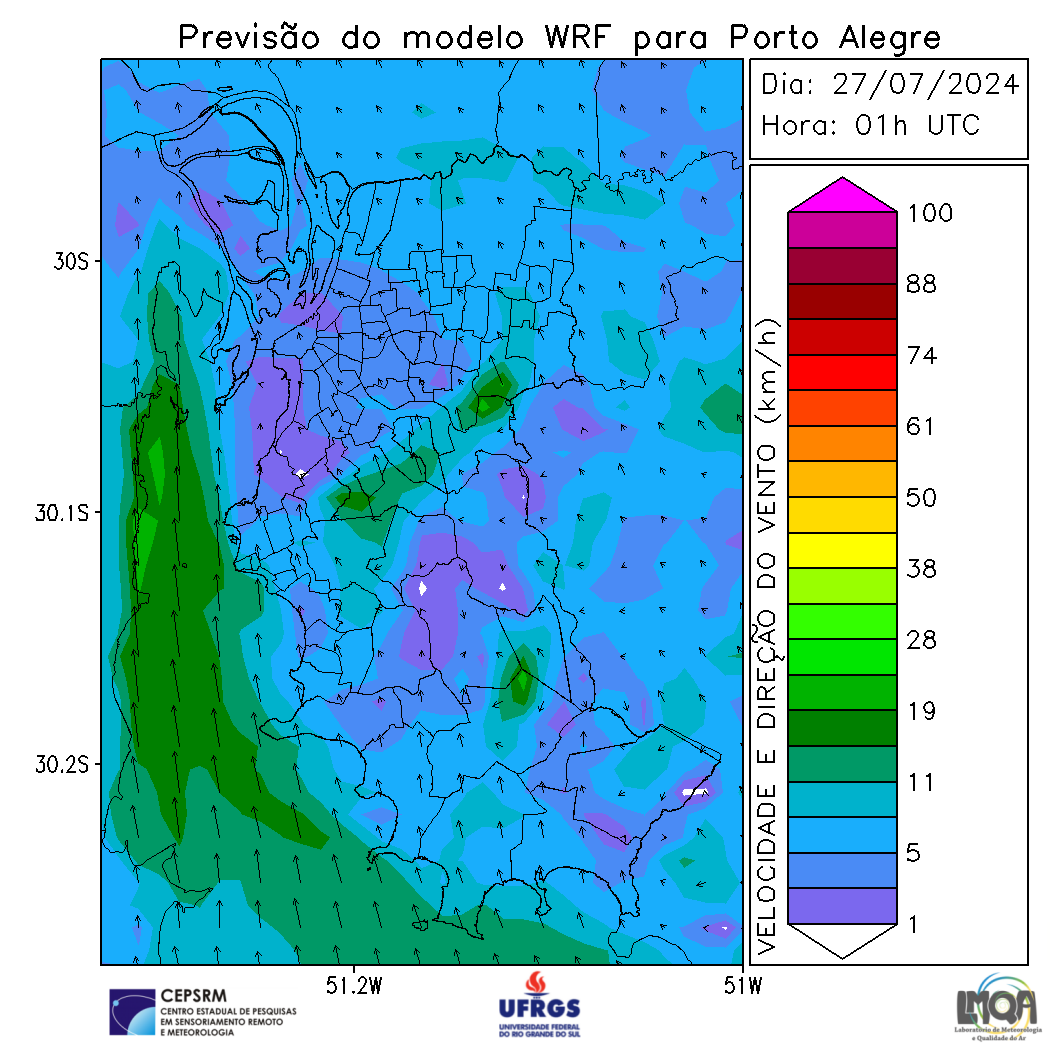 Previsão do modelo WRF para Porto Alegre
Dia: 27/07/2024
Hora: 01h UTC
30S
30.1S
30.2S
51.2W
51W
VELOCIDADE E DIREÇÃO DO VENTO (km/h)
100
88
74
61
50
38
28
19
11
5
1
CEPSRM
CENTRO ESTADUAL DE PESQUISAS
EM SENSORIAMENTO REMOTO
E METEOROLOGIA
UFRGS
UNIVERSIDADE FEDERAL
DO RIO GRANDE DO SUL
LMQA
Laboratório de Meteorologia
e Qualidade do Ar